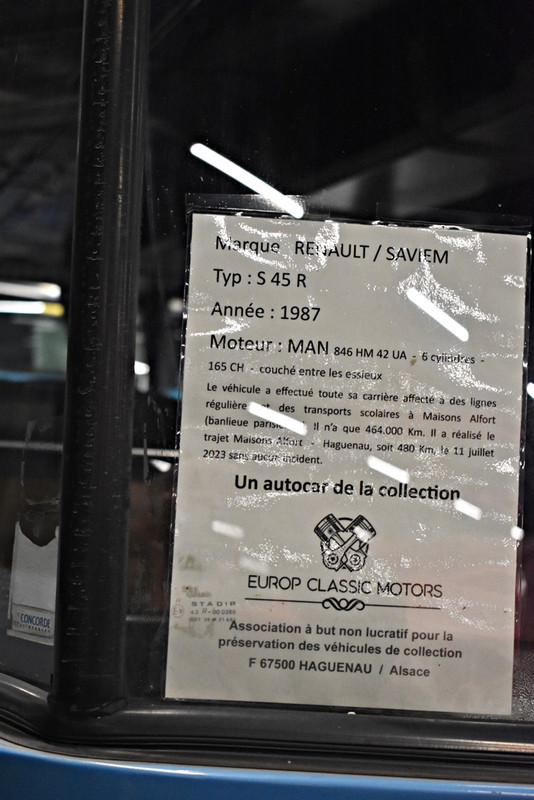 Marque RENAULT / SAVIEM
Typ : S 45 R
Année : 1987
Moteur : MAN 846 HM 42 UA - 6 cylindres -
165 CH - couché entre les essieux
Le véhicule a effectué toute sa carrière affecté à des lignes
régulière et des transports scolaires à Maisons Alfort
(banlieue Il n'a que 464.000 Km. Il a réalisé le
trajet Maisons Alfort - Haguenau, soit 480 Km, le 11 juillet
2023 sans aucun incident.
Un autocar de la collection
EUROP CLASSIC MOTORS
STADIP
Association à but non lucratif pour la
préservation des véhicules de collection
F 67500 HAGUENAU / Alsace
CONCORDE